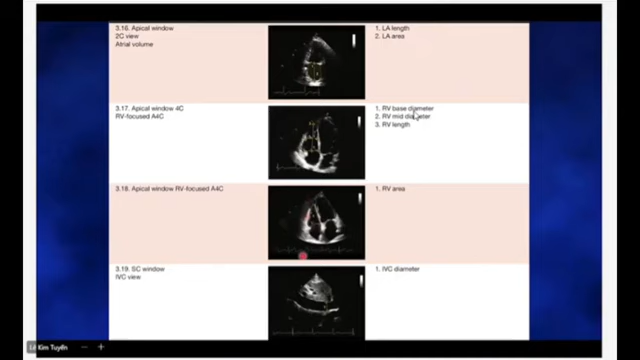 3.16. Apical window
2C view
Atrial volume
1. LA length
2. LA area
3.17. Apical window 4C
RV-focused A4C
1. RV base diameter
2. RV mid diameter
3. RV length
3.18. Apical window RV-focused A4C
1. RV area
3.19. SC window
IVC view
1. IVC diameter
Lê Kim Tuyến